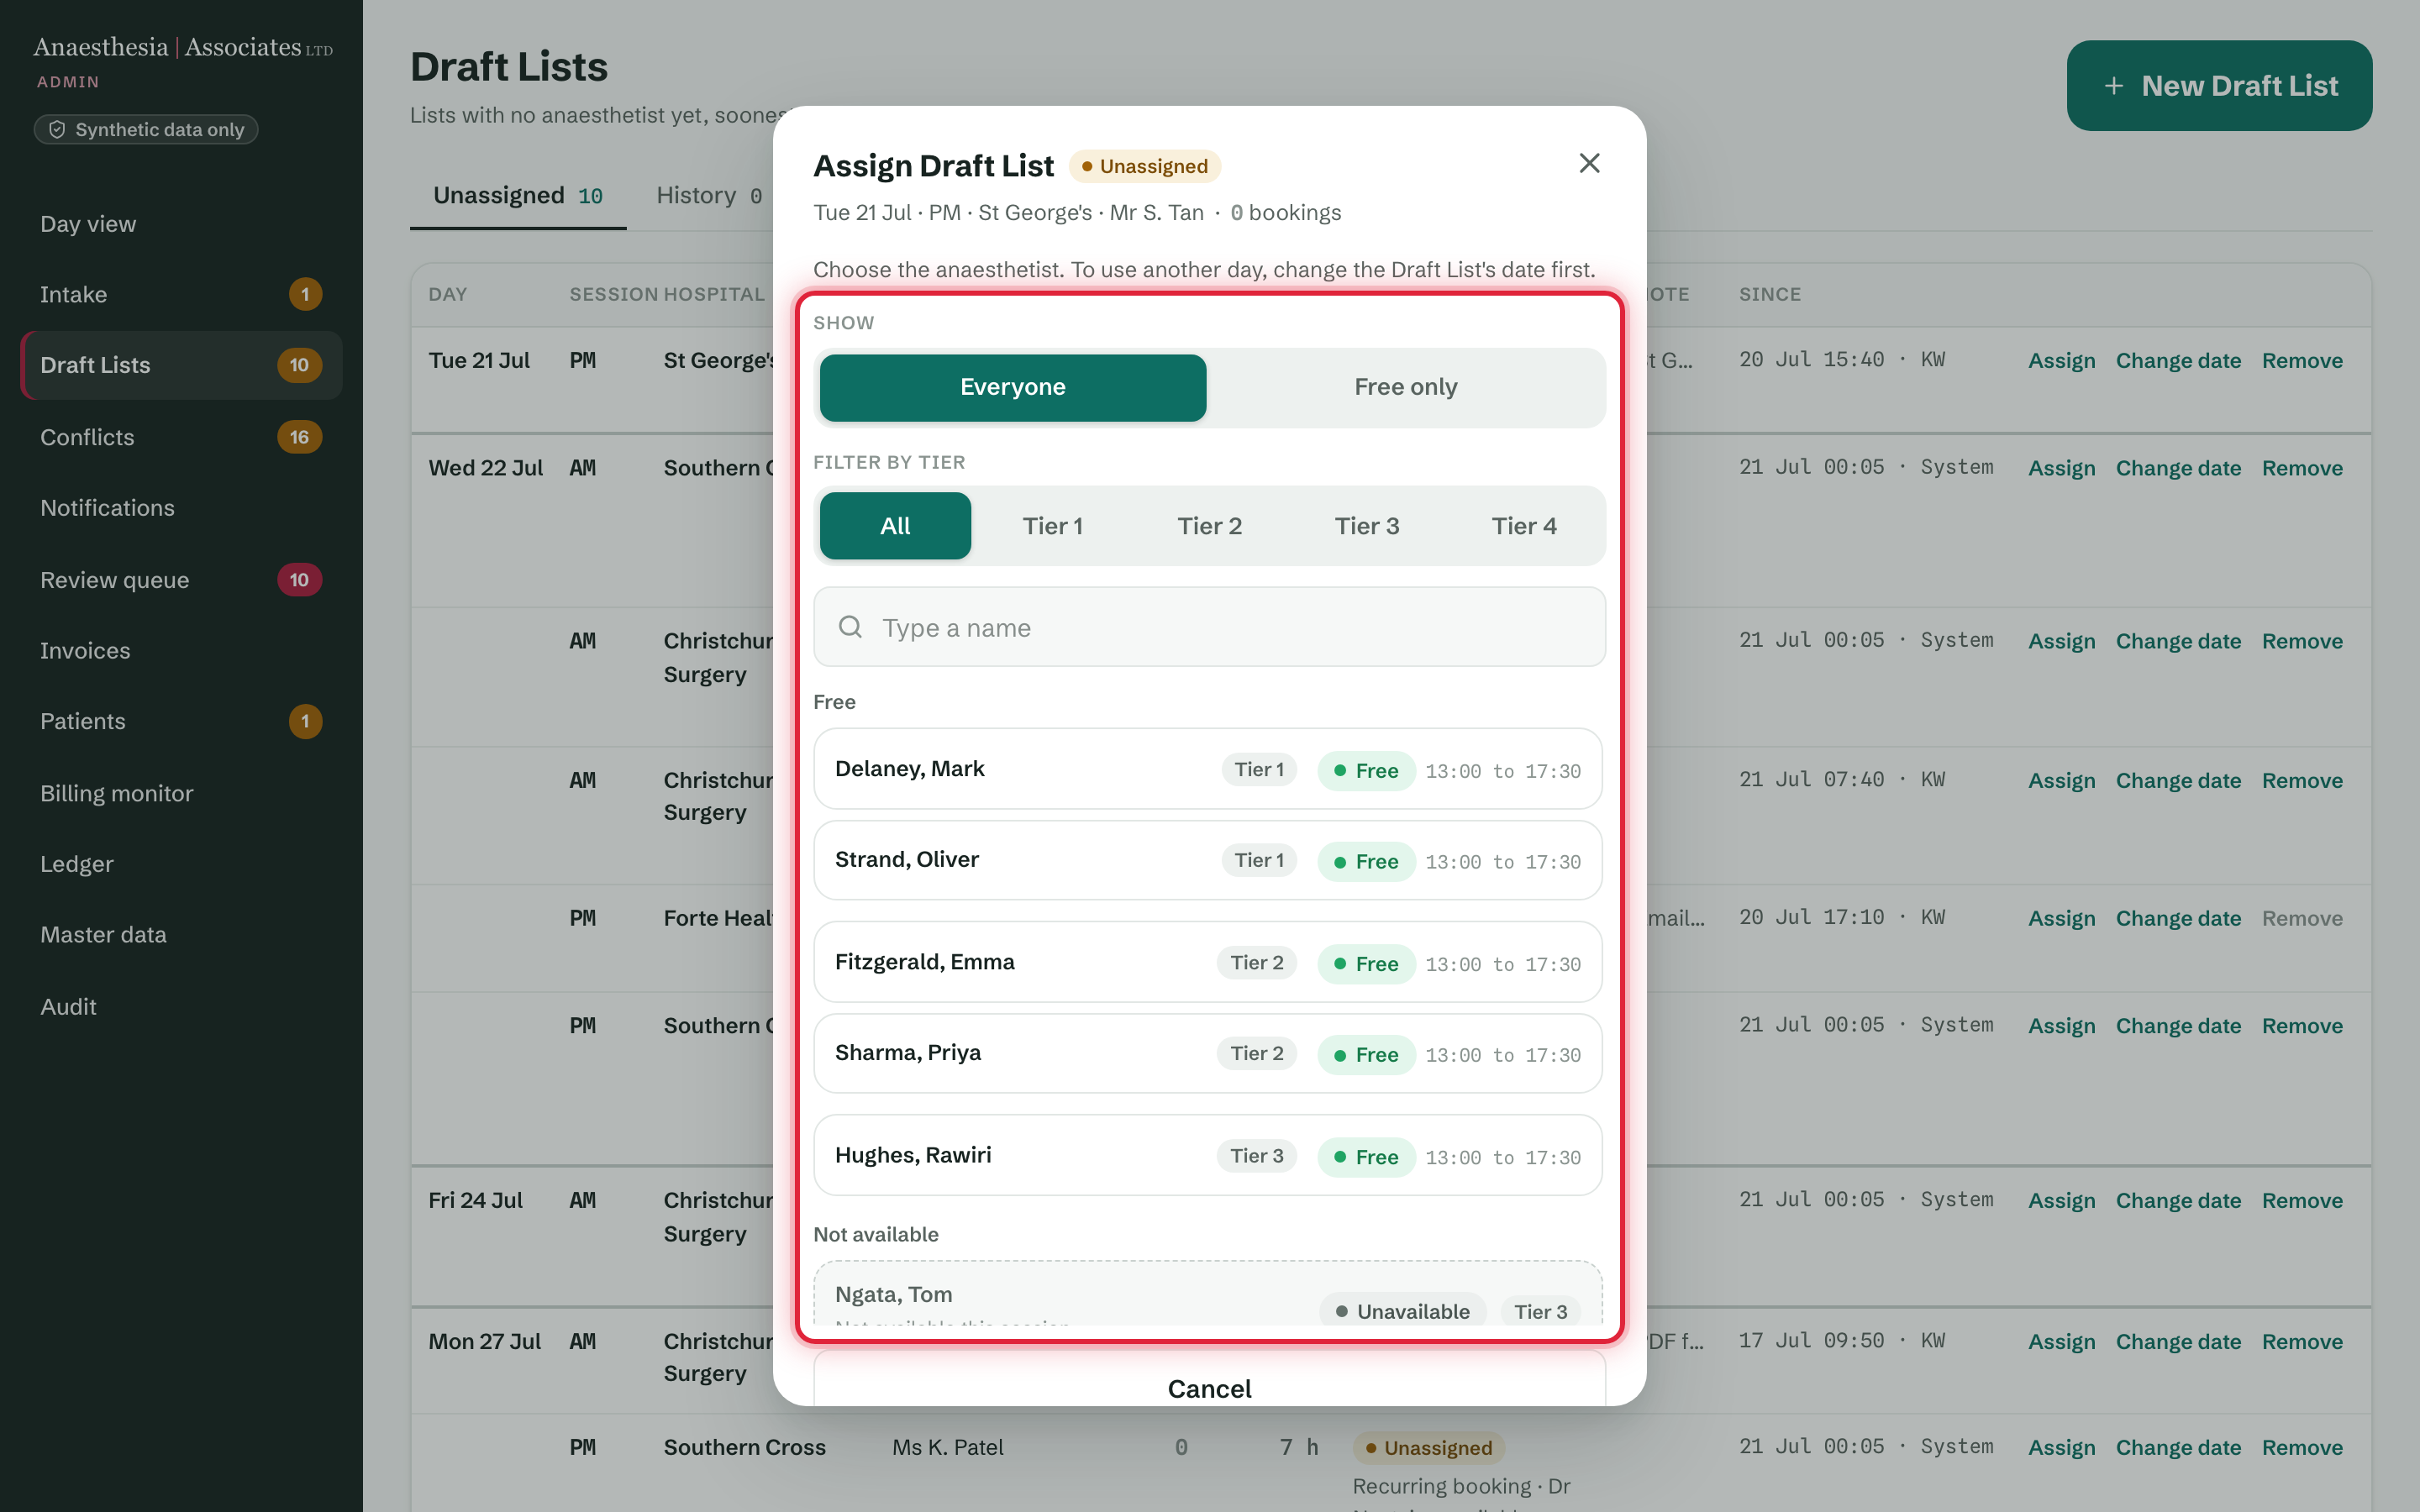 Anaesthesia | Associates LTD
ADMIN
Synthetic data only
Day view
Intake 1
Draft Lists 10
Conflicts 16
Notifications
Review queue 10
Invoices
Patients 1
Billing monitor
Ledger
Master data
Audit
Draft Lists
Lists with no anaesthetist yet,
+ New Draft List
Unassigned 10 History 0
DAY SESSION HOSPITAL SINCE
Tue 21 Jul PM St George's 20 Jul 15:40 · KW Assign Change date Remove
Wed 22 Jul AM Southern 21 Jul 00:05 · System Assign Change date Remove
AM 21 Jul 00:05 · System Assign Change date Remove
Surgery
AM 21 Jul 07:40 · KW Assign Change date Remove
Surgery
PM Forte 20 Jul 17:10 · KW Assign Change date Remove
PM Southern 21 Jul 00:05 · System Assign Change date Remove
Fri 24 Jul AM 21 Jul 00:05 · System Assign Change date Remove
Surgery
Mon 27 Jul AM 17 Jul 09:50 · KW Assign Change date Remove
Surgery
PM Southern Cross Ms K. Patel 0 7 h Unassigned 21 Jul 00:05 · System Assign Change date Remove
Recurring booking · Dr
Assign Draft List Unassigned
Tue 21 Jul · PM · St George's · Mr S. Tan · 0 bookings
Choose the anaesthetist. To use another day, change the Draft List's date first.
SHOW
Everyone Free only
FILTER BY TIER
All Tier 1 Tier 2 Tier 3 Tier 4
Type a name
Free
Delaney, Mark Tier 1 Free 13:00 to 17:30
Strand, Oliver Tier 1 Free 13:00 to 17:30
Fitzgerald, Emma Tier 2 Free 13:00 to 17:30
Sharma, Priya Tier 2 Free 13:00 to 17:30
Hughes, Rawiri Tier 3 Free 13:00 to 17:30
Not available
Ngata, Tom Unavailable Tier 3
Cancel